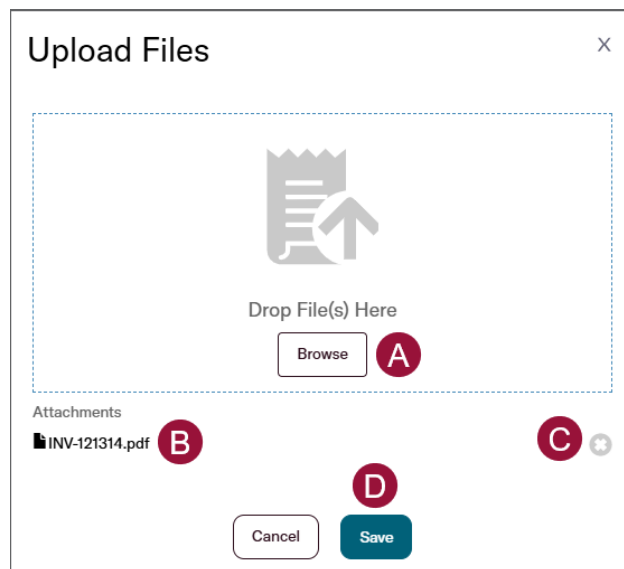 Upload Files
X
Drop File(s) Here
Browse A
Attachments
INV-121314.pdf B C
D
Cancel Save